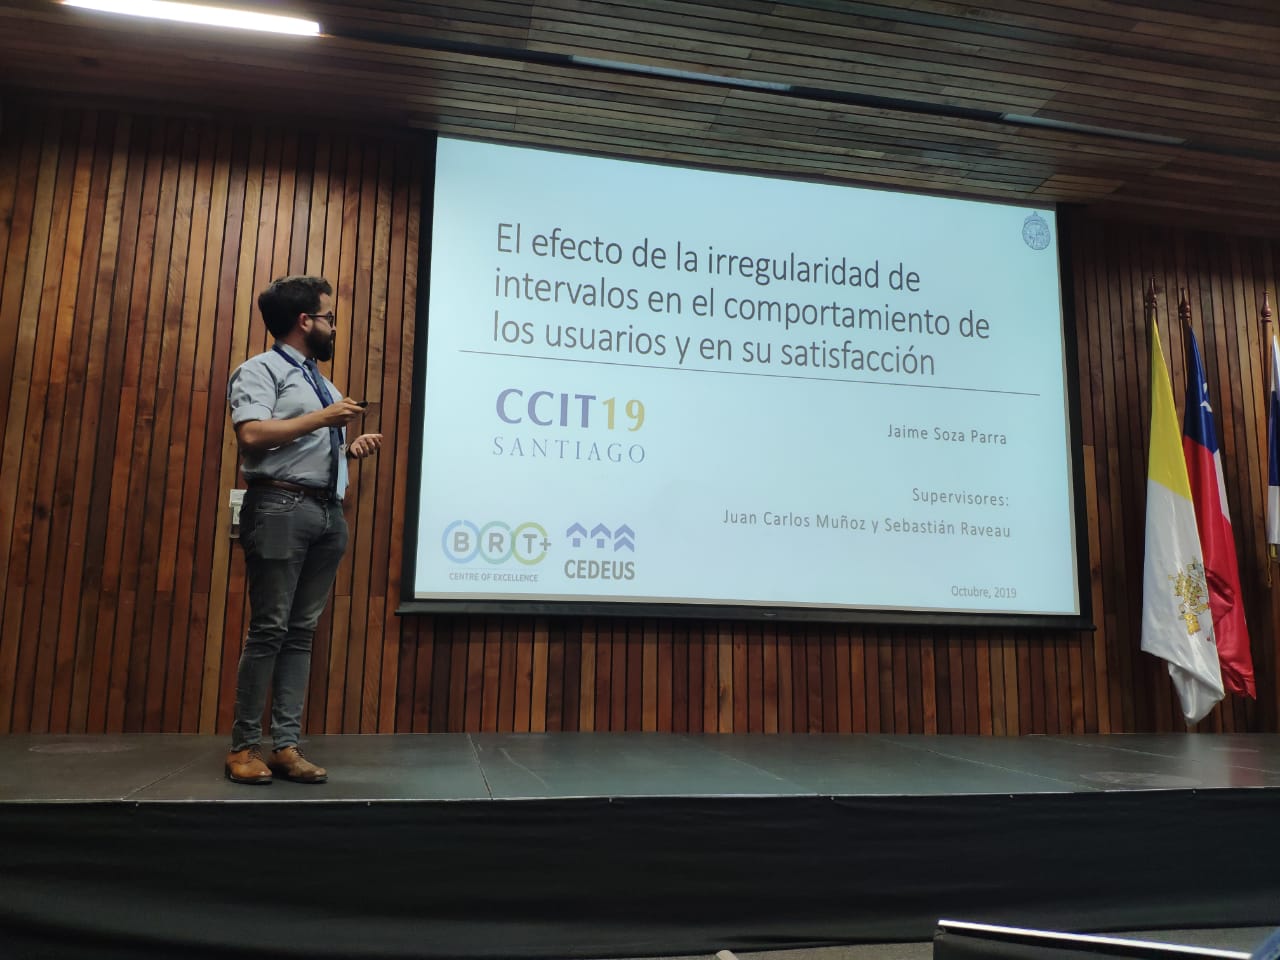 El efecto de la irregularidad de
intervalos en el comportamiento de
los usuarios y en su satisfacción
CCIT19
SANTIAGO
Jaime Soza Parra
Supervisores:
Juan Carlos Muñoz y Sebastián Raveau
BRT+
CENTRE OF EXCELLENCE
CEDEUS
Octubre, 2019